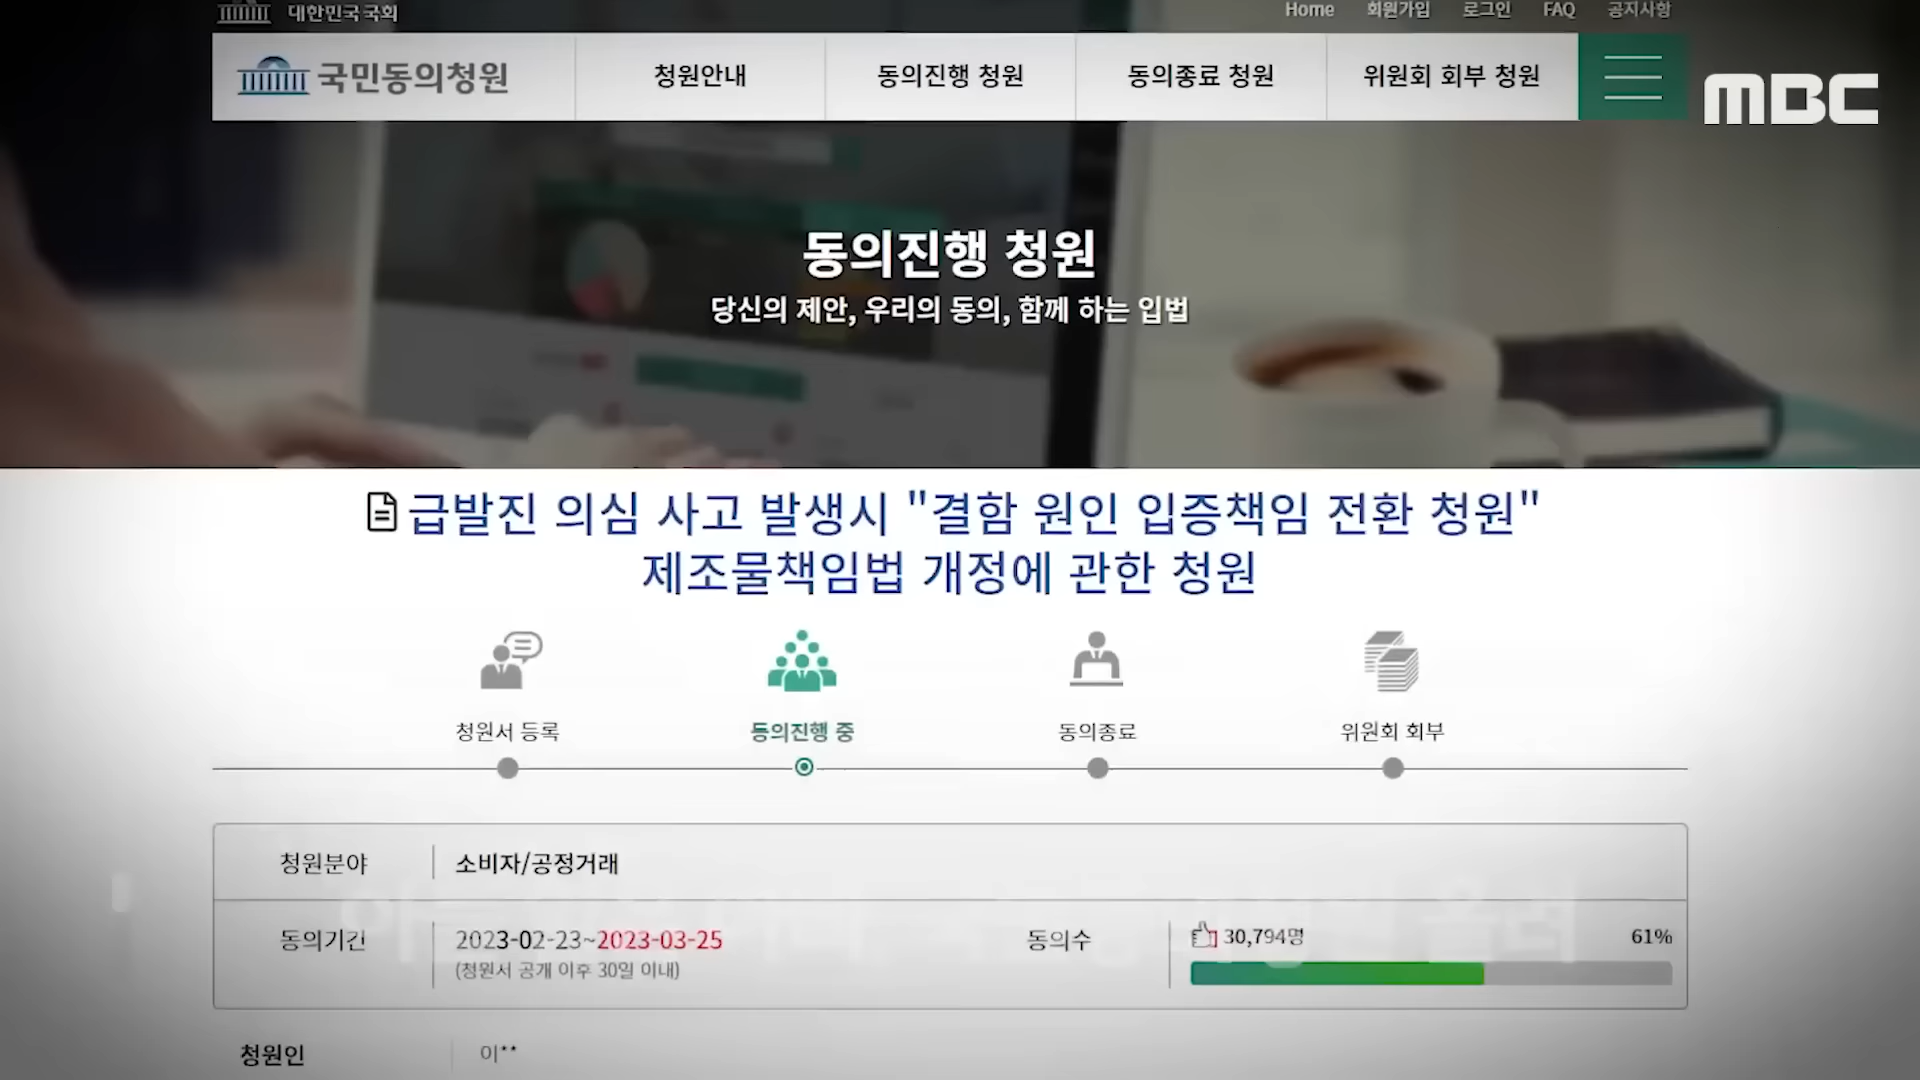 대한민국국회
Home 회원가입 로그인 FAQ 공지사항
국민동의청원 청원안내 동의진행 청원 동의종료 청원 위원회 회부 청원
MBC
동의진행 청원
당신의 제안, 우리의 동의, 함께 하는 입법
급발진 의심 사고 발생시 "결함 원인 입증책임 전환 청원"
제조물책임법 개정에 관한 청원
청원서 등록 동의진행 중 동의종료 위원회 회부
청원분야 소비자/공정거래
동의기간 2023-02-23~2023-03-25 동의수 30,794명 61%
(청원서 공개 이후 30일 이내)
청원인 이**